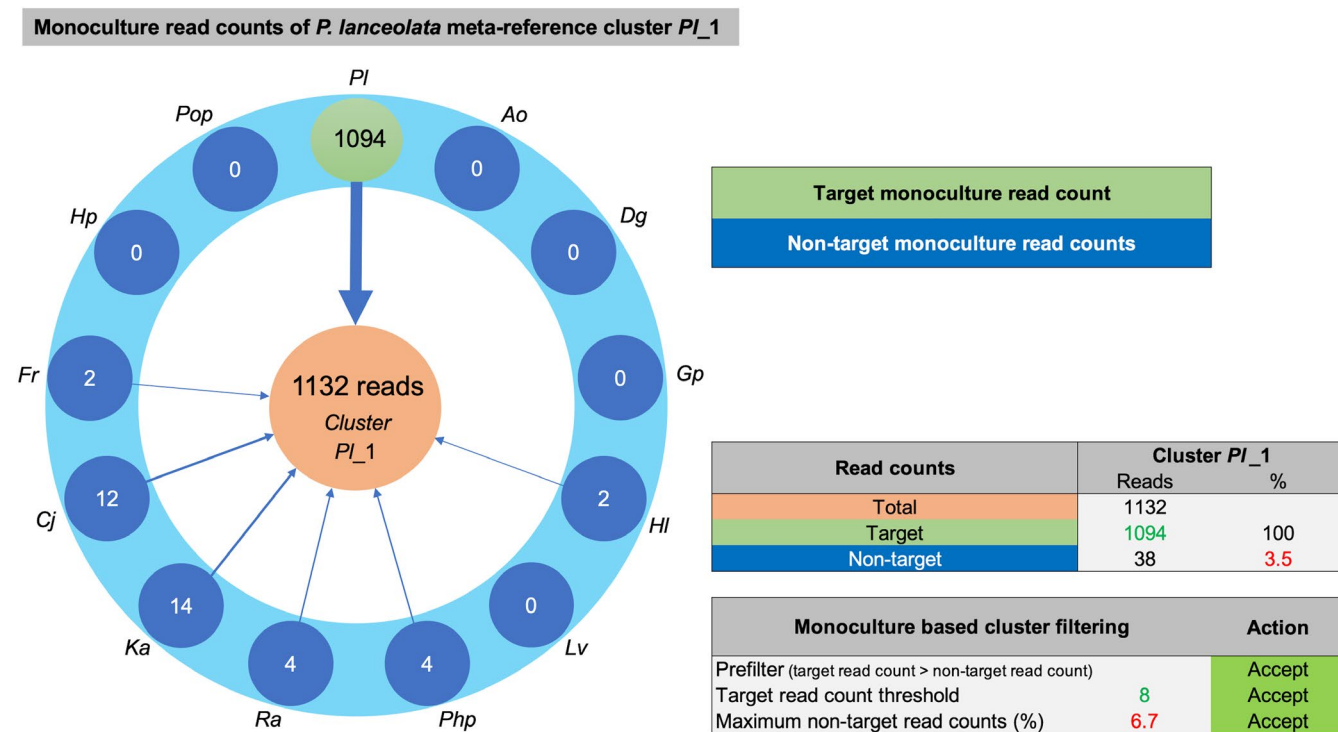 Monoculture read counts of P. lanceolata meta-reference cluster Pl_1
Pl
1094
Ao
0
Dg
0
Gp
0
Hl
2
Lv
0
Php
4
Ra
4
Ka
14
Cj
12
Fr
2
Hp
0
Pop
0
1132 reads
Cluster
Pl_1
Target monoculture read count
Non-target monoculture read counts
Read counts Cluster Pl_1
Reads %
Total 1132
Target 1094 100
Non-target 38 3.5
Monoculture based cluster filtering Action
Prefilter (target read count > non-target read count) Accept
Target read count threshold 8 Accept
Maximum non-target read counts (%) 6.7 Accept